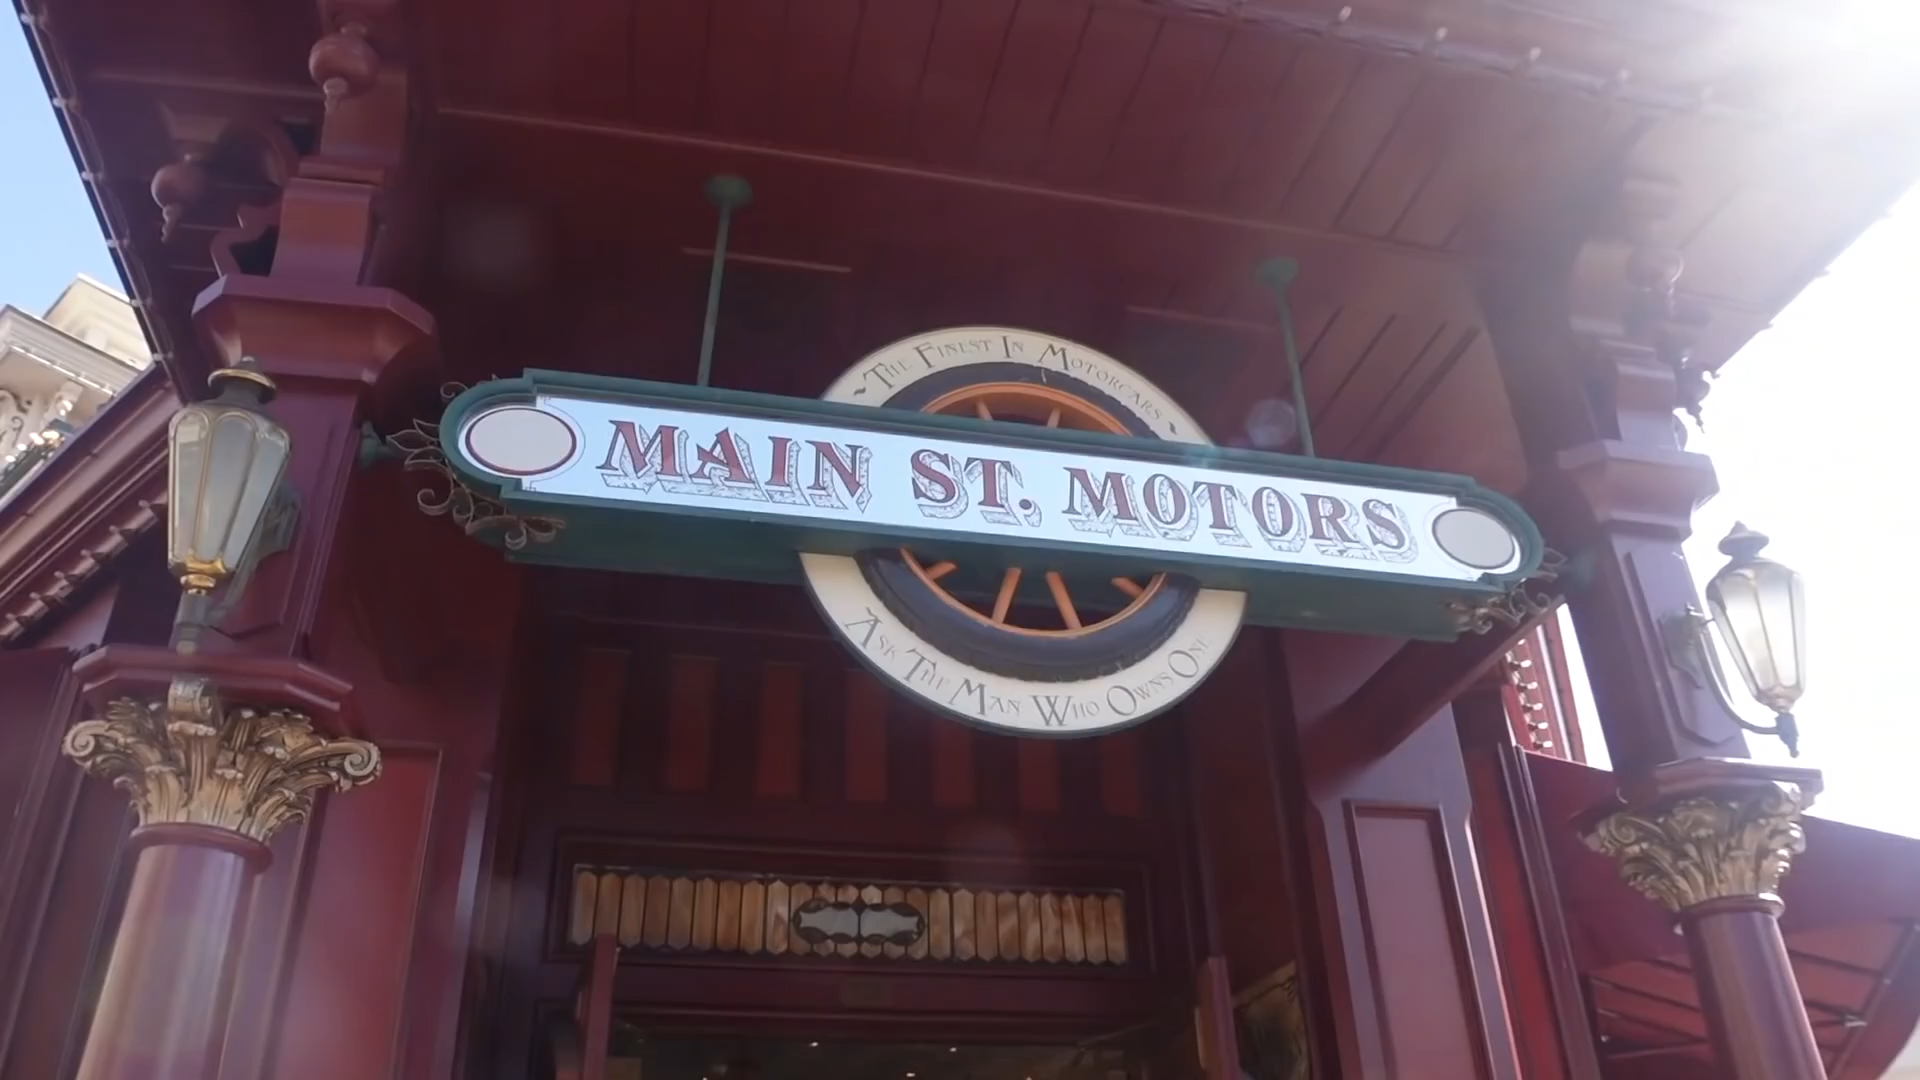 The Finest In Motorcars
MAIN ST. MOTORS
Ask The Man Who Owns One